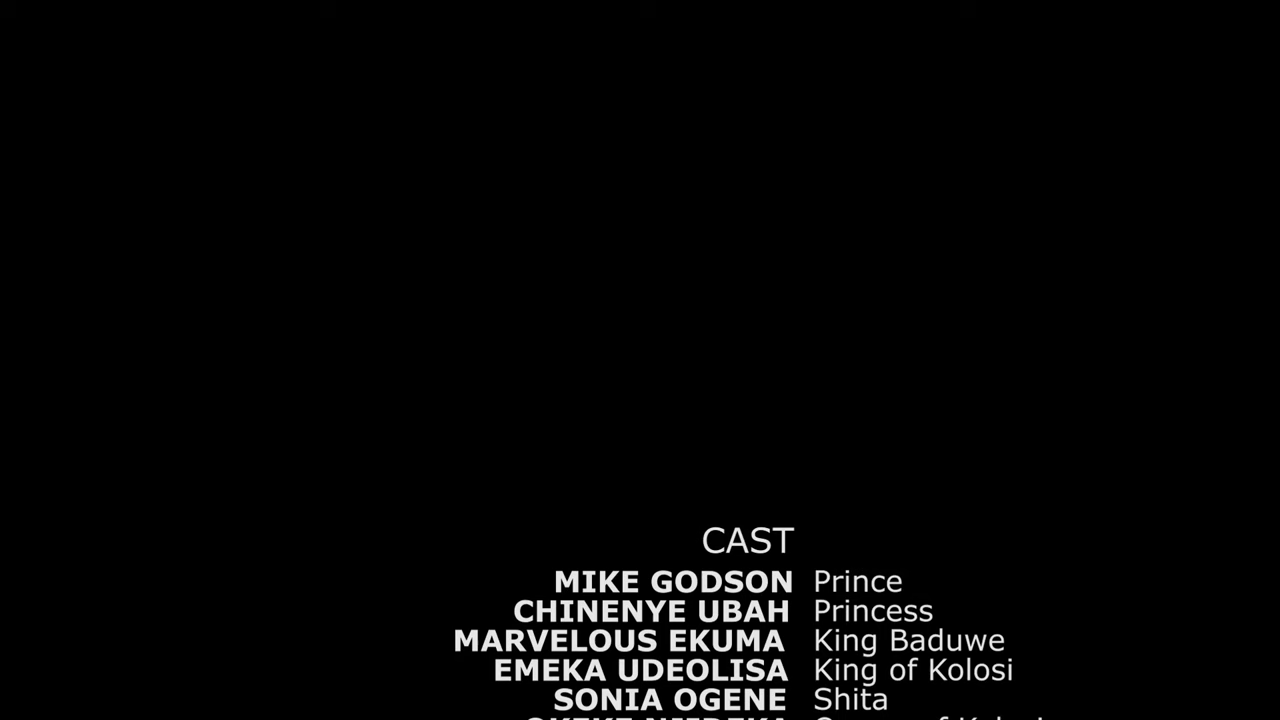 CAST
MIKE GODSON Prince
CHINENYE UBAH Princess
MARVELOUS EKUMA King Baduwe
EMEKA UDEOLISA King of Kolosi
SONIA OGENE Shita